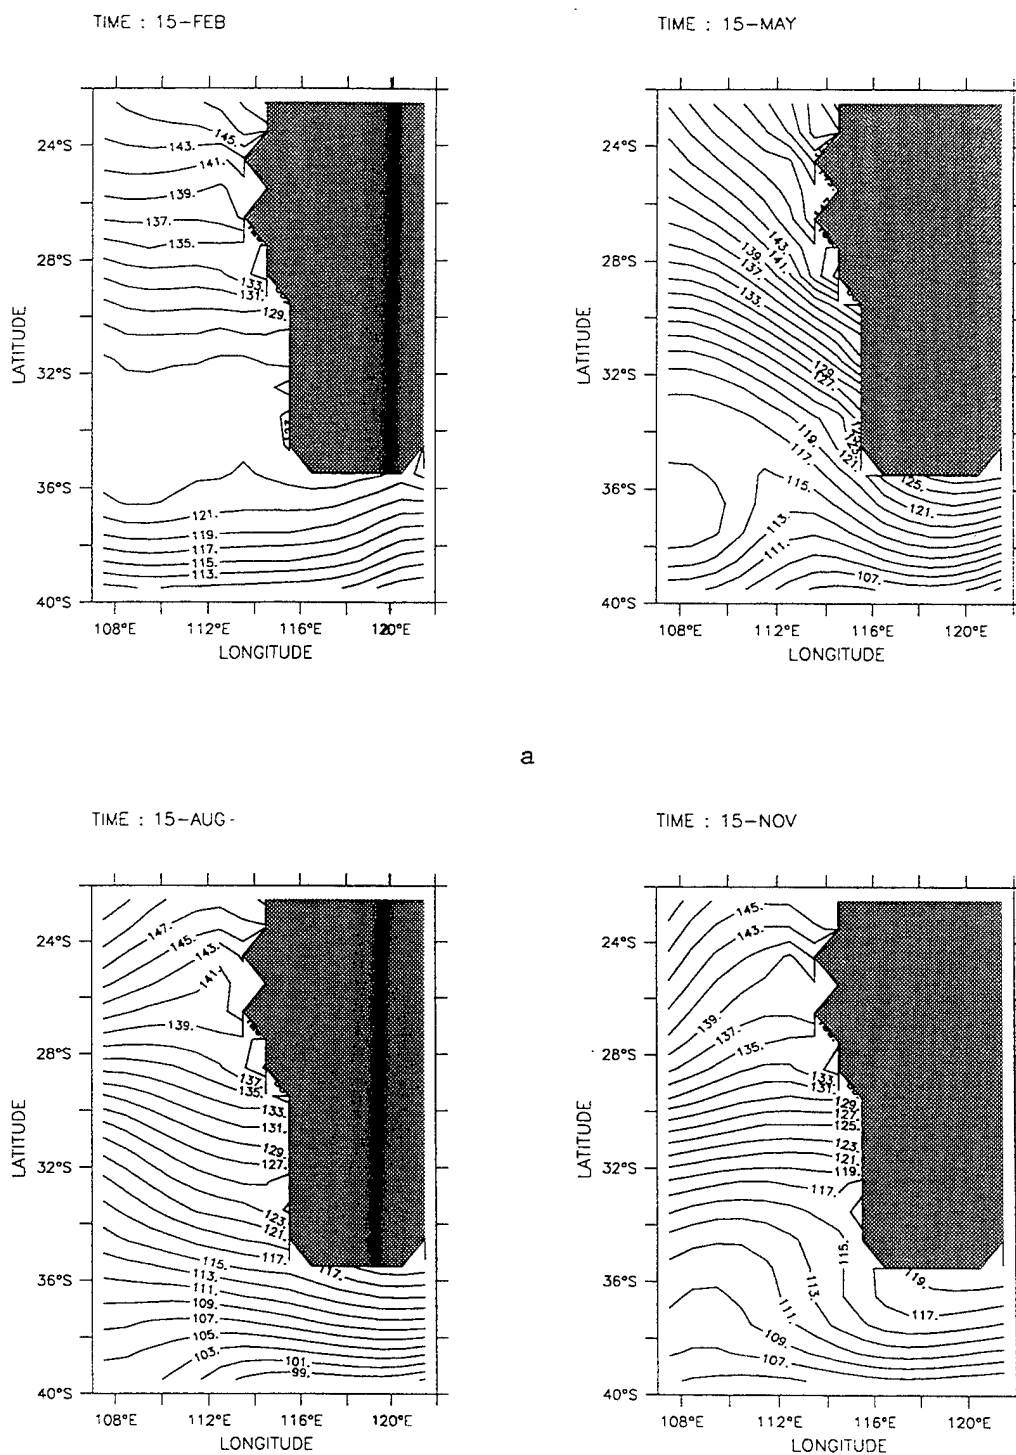 TIME : 15-FEB
TIME : 15-MAY
145.
143.
141.
139.
137.
135.
133.
131.
129.
121.
119.
117.
115.
113.
24°S
28°S
32°S
36°S
40°S
LATITUDE
108°E 112°E 116°E 120°E
LONGITUDE
143.
141.
139.
137.
133.
129.
127.
125.
121.
119.
117.
115.
113.
111.
107.
125.
121.
24°S
28°S
32°S
36°S
40°S
LATITUDE
108°E 112°E 116°E 120°E
LONGITUDE
a
TIME : 15-AUG-
TIME : 15-NOV
147.
145.
143.
141.
139.
137.
135.
133.
131.
129.
127.
123.
121.
117.
117.
115.
113.
111.
109.
107.
105.
103.
101.
99.
24°S
28°S
32°S
36°S
40°S
LATITUDE
108°E 112°E 116°E 120°E
LONGITUDE
145.
143.
139.
137.
135.
133.
131.
129.
127.
125.
123.
121.
119.
117.
115.
113.
111.
109.
107.
119.
117.
24°S
28°S
32°S
36°S
40°S
LATITUDE
108°E 112°E 116°E 120°E
LONGITUDE